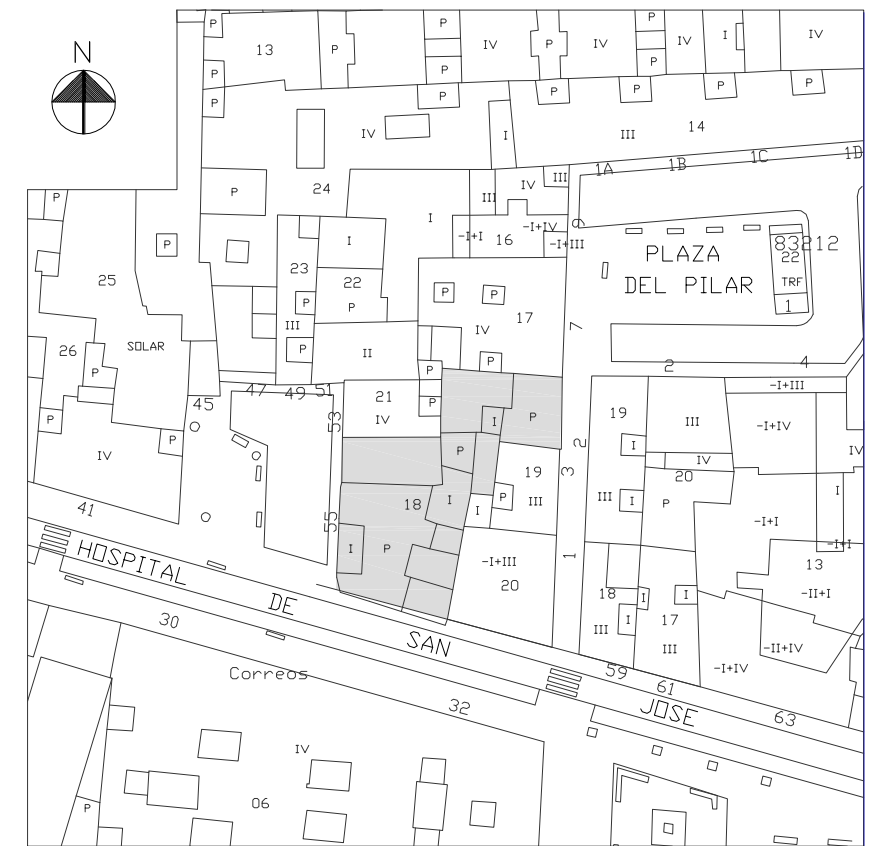 P P IV P IV P IV I IV
N 13
P P P
P P P P P
IV I III 14
1A 1B 1C 1D
P 24 P III IV III
I
-I+IV
9
-I+I 16 -I+III
I
PLAZA
83212
22
TRF
1
DEL PILAR
P
25
23 22
P P P P
17
IV
III
7
SOLAR
26
P
P II P
P
2 4
-I+III
45 47 49 51
21
IV
P
53
P
I
P
IV
P
19
I
III
-I+IV
IV
2
IV
P
19
III
3
P
I
I
18
55
I
P
III
I
20
P
I
-I+I
-I+I
41
HOSPITAL
DE
SAN
JOSE
-I+III
20
1
18
I
I
III
I
17
III
13
-II+I
-II+IV
-I+IV
30
Correos
32
59
61
63
IV
06
P